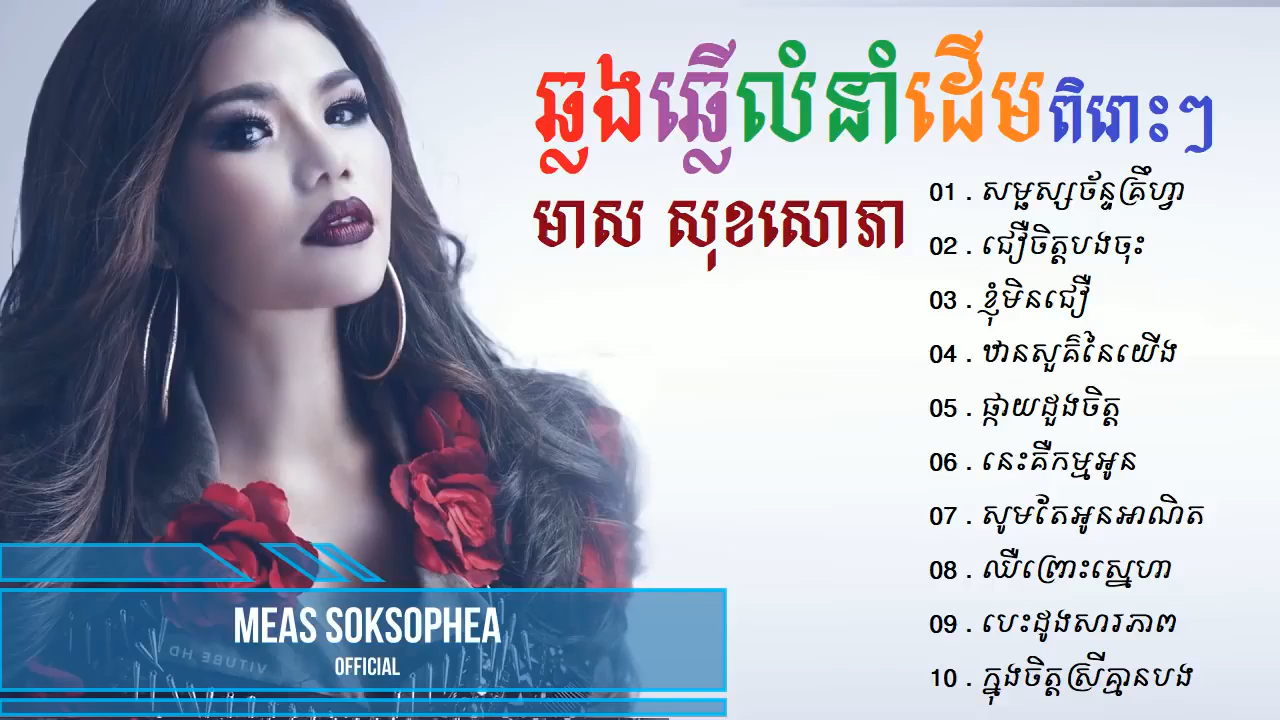 ឆ្លងឆ្លើលំនាំដើមពិរោះៗ
មាស សុខសោភា
01 . សម្ផស្សច័ន្ទគ្រឹហ្វា
02 . ជឿចិត្តបងចុះ
03 . ខ្ញុំមិនជឿ
04 . ឋានសួគ៌នៃយើង
05 . ផ្កាយដួងចិត្ត
06 . នេះគឺកម្មអូន
07 . សូមតែអូនអាណិត
08 . ឈឺព្រោះស្នេហា
09 . បេះដូងសារភាព
10 . ក្នុងចិត្តស្រីគ្មានបង
MEAS SOKSOPHEA
OFFICIAL
VITUBE HD